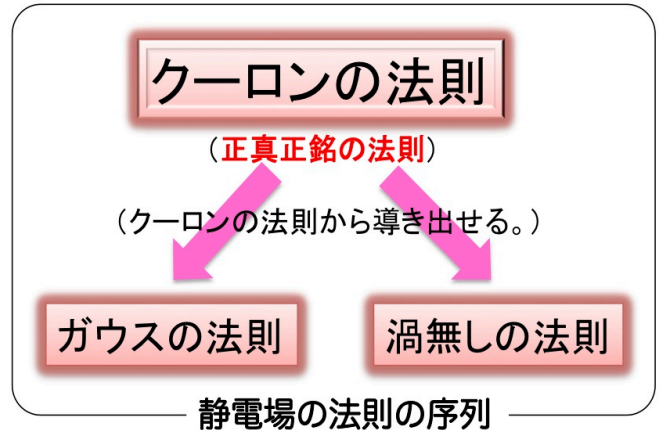 クーロンの法則
（正真正銘の法則）
（クーロンの法則から導き出せる。）
ガウスの法則
渦無しの法則
静電場の法則の序列